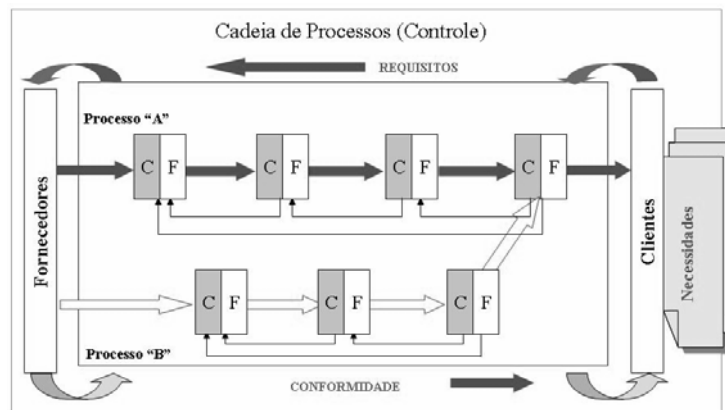 Cadeia de Processos (Controle)
REQUISITOS
Processo “A”
C F
C F
C F
C F
Fornecedores
Clientes
Necessidades
C F
C F
C F
Processo “B”
CONFORMIDADE